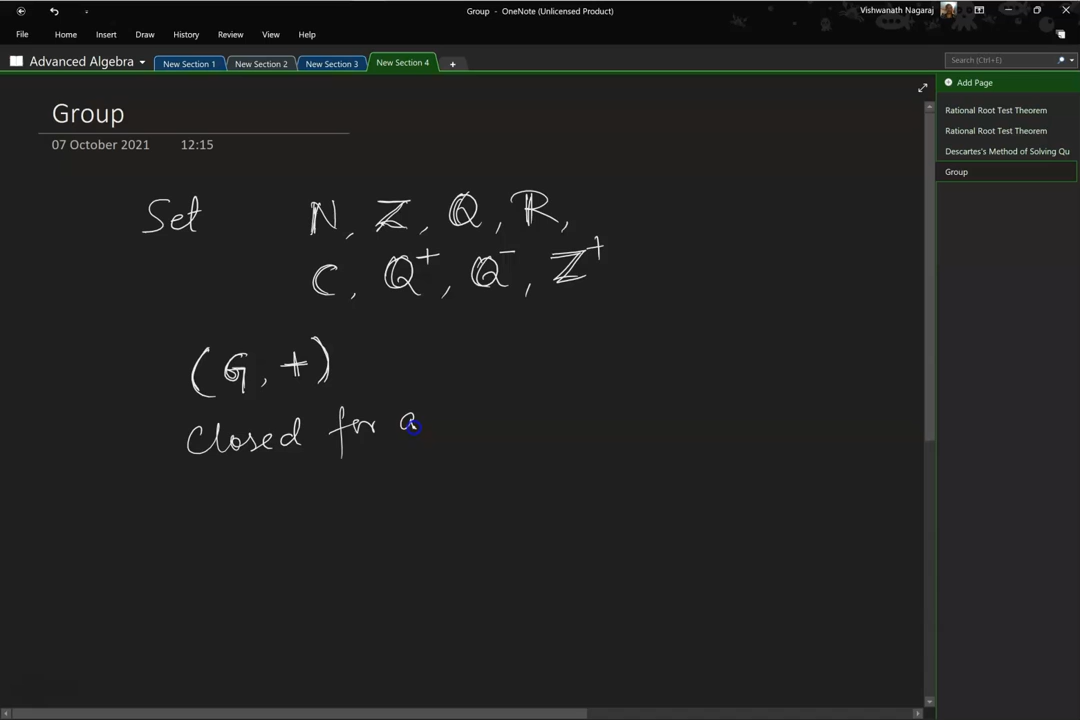 Group - OneNote (Unlicensed Product)
Vishwanath Nagaraj
File Home Insert Draw History Review View Help
Advanced Algebra New Section 1 New Section 2 New Section 3 New Section 4 +
Search (Ctrl+E)
Add Page
Group
Rational Root Test Theorem
Rational Root Test Theorem
07 October 2021 12:15
Descartes's Method of Solving Qu
Group
Set ℕ, ℤ, ℚ, ℝ,
ℂ, ℚ⁺, ℚ⁻, ℤ⁺
(G, +)
Closed for a